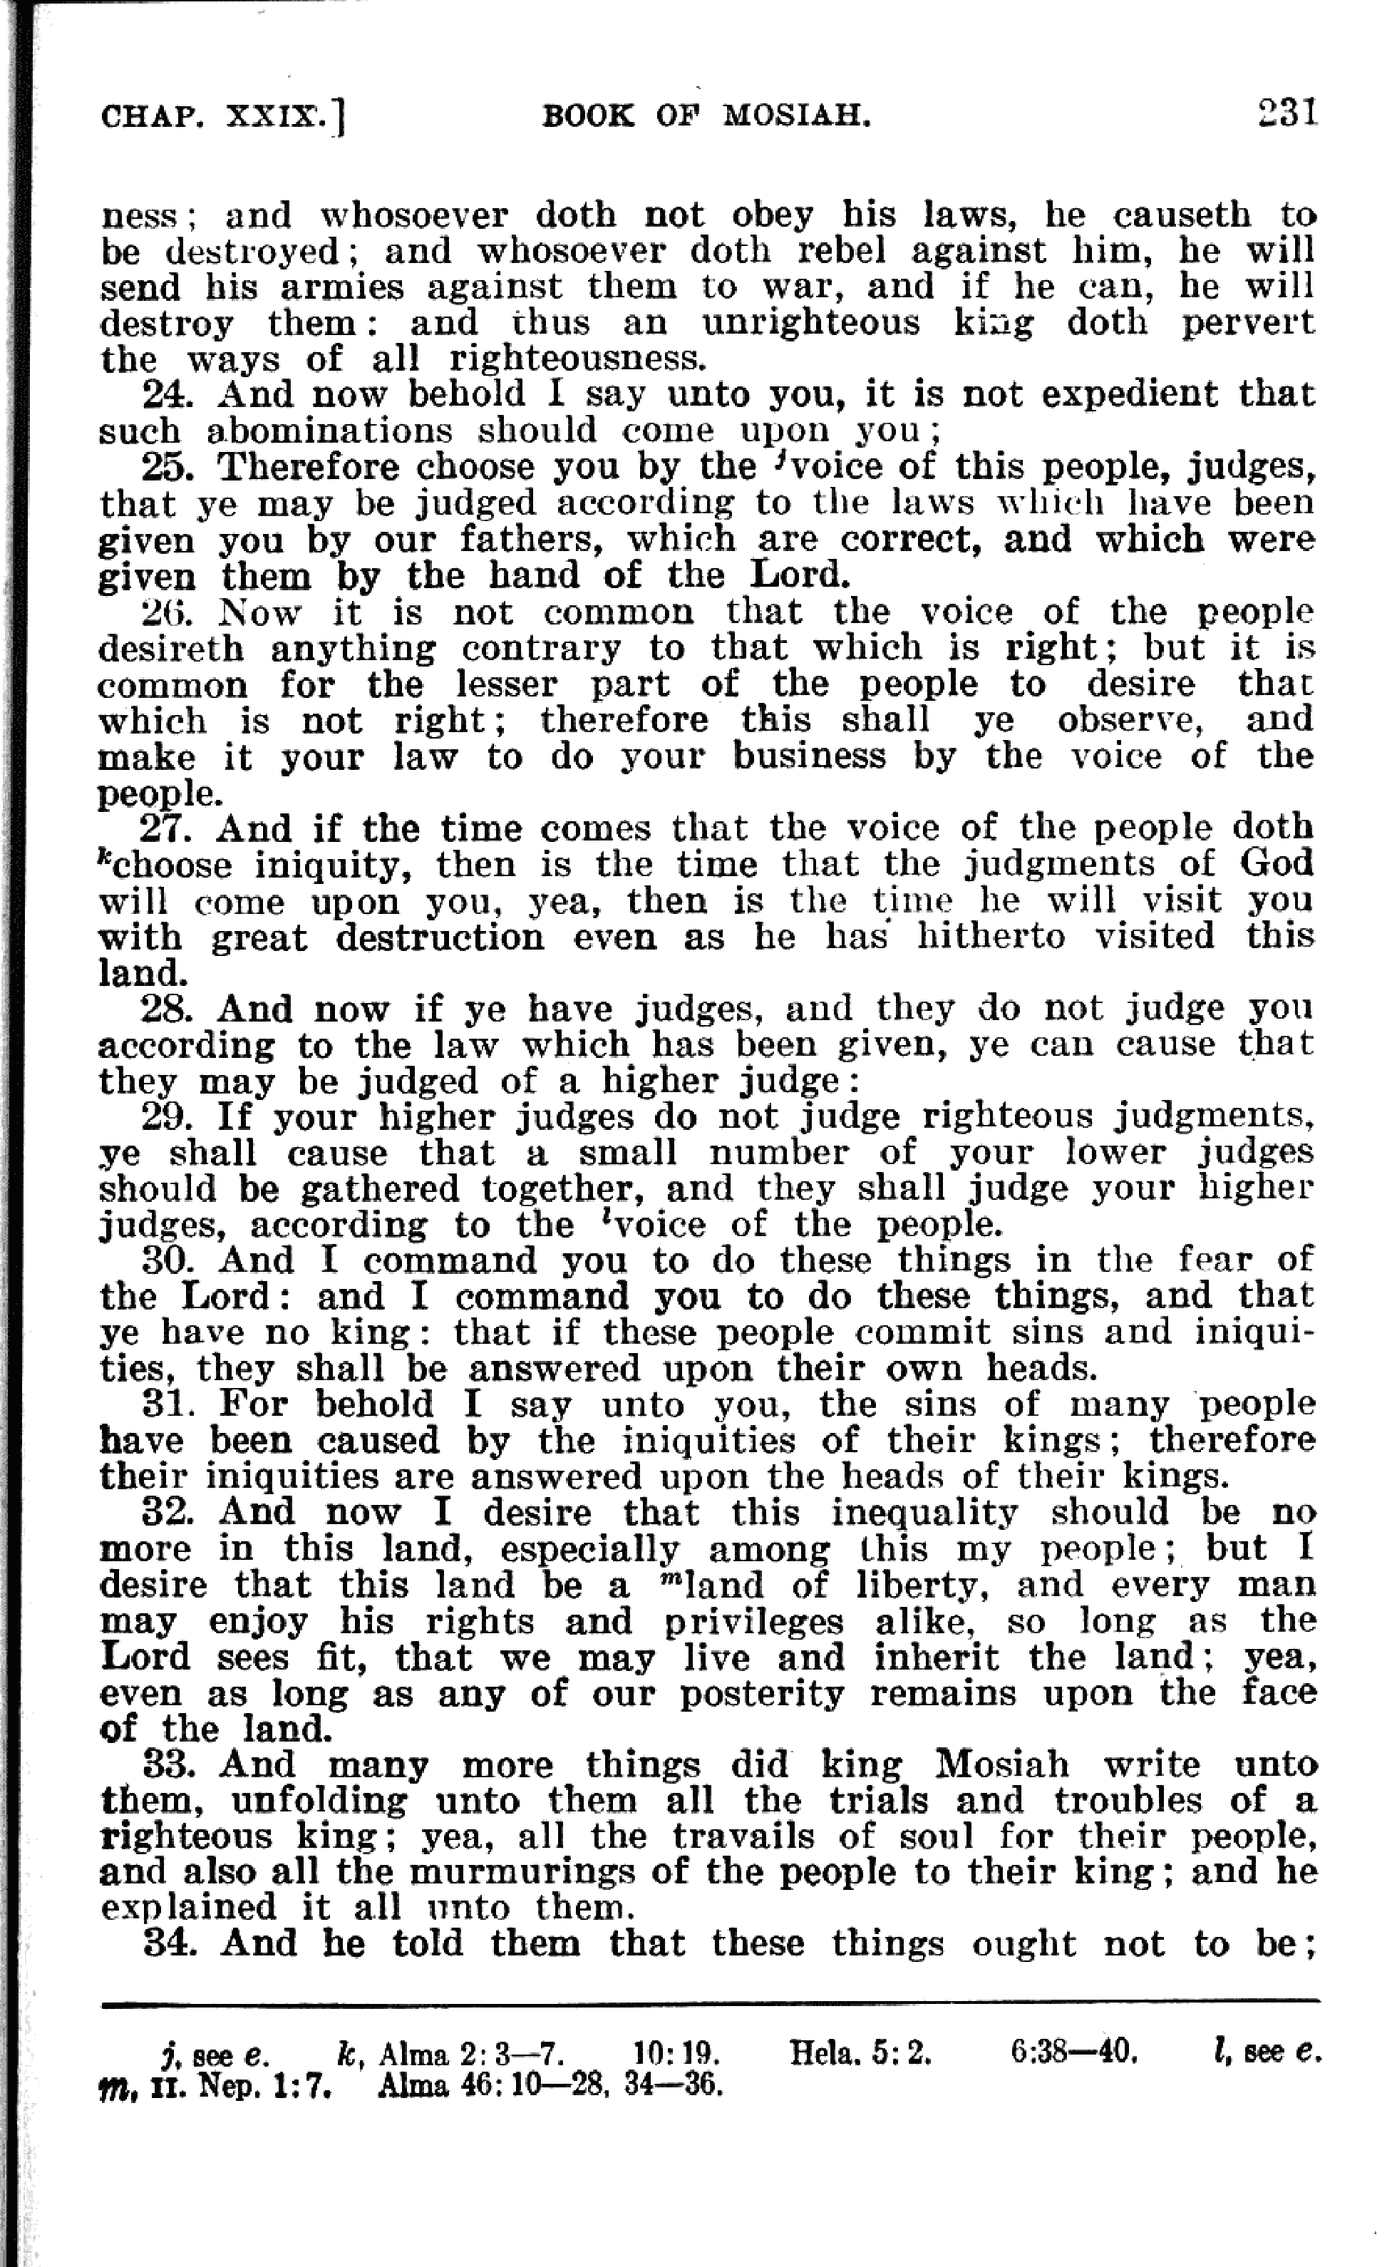 CHAP. XXIX.] BOOK OF MOSIAH. 231
ness; and whosoever doth not obey his laws, he causeth to
be destroyed; and whosoever doth rebel against him, he will
send his armies against them to war, and if he can, he will
destroy them: and thus an unrighteous king doth pervert
the ways of all righteousness.
24. And now behold I say unto you, it is not expedient that
such abominations should come upon you;
25. Therefore choose you by the jvoice of this people, judges,
that ye may be judged according to the laws which have been
given you by our fathers, which are correct, and which were
given them by the hand of the Lord.
26. Now it is not common that the voice of the people
desireth anything contrary to that which is right; but it is
common for the lesser part of the people to desire that
which is not right; therefore this shall ye observe, and
make it your law to do your business by the voice of the
people.
27. And if the time comes that the voice of the people doth
kchoose iniquity, then is the time that the judgments of God
will come upon you, yea, then is the time he will visit you
with great destruction even as he has hitherto visited this
land.
28. And now if ye have judges, and they do not judge you
according to the law which has been given, ye can cause that
they may be judged of a higher judge:
29. If your higher judges do not judge righteous judgments,
ye shall cause that a small number of your lower judges
should be gathered together, and they shall judge your higher
judges, according to the lvoice of the people.
30. And I command you to do these things in the fear of
the Lord: and I command you to do these things, and that
ye have no king: that if these people commit sins and iniqui-
ties, they shall be answered upon their own heads.
31. For behold I say unto you, the sins of many people
have been caused by the iniquities of their kings; therefore
their iniquities are answered upon the heads of their kings.
32. And now I desire that this inequality should be no
more in this land, especially among this my people; but I
desire that this land be a mland of liberty, and every man
may enjoy his rights and privileges alike, so long as the
Lord sees fit, that we may live and inherit the land; yea,
even as long as any of our posterity remains upon the face
of the land.
33. And many more things did king Mosiah write unto
them, unfolding unto them all the trials and troubles of a
righteous king; yea, all the travails of soul for their people,
and also all the murmurings of the people to their king; and he
explained it all unto them.
34. And he told them that these things ought not to be;
j, see e. k, Alma 2:3—7. 10:19. Hela. 5:2. 6:38—40. l, see e.
m, II. Nep. 1:7. Alma 46:10—28, 34—36.